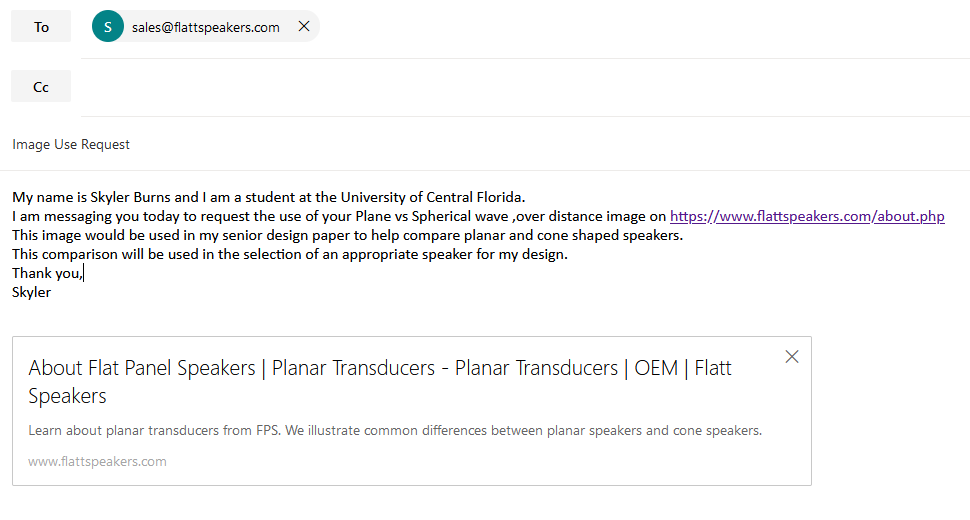 To
S
sales@flattspeakers.com
Cc
Image Use Request
My name is Skyler Burns and I am a student at the University of Central Florida.
I am messaging you today to request the use of your Plane vs Spherical wave ,over distance image on https://www.flattspeakers.com/about.php
This image would be used in my senior design paper to help compare planar and cone shaped speakers.
This comparison will be used in the selection of an appropriate speaker for my design.
Thank you,
Skyler
About Flat Panel Speakers | Planar Transducers - Planar Transducers | OEM | Flatt
Speakers
Learn about planar transducers from FPS. We illustrate common differences between planar speakers and cone speakers.
www.flattspeakers.com